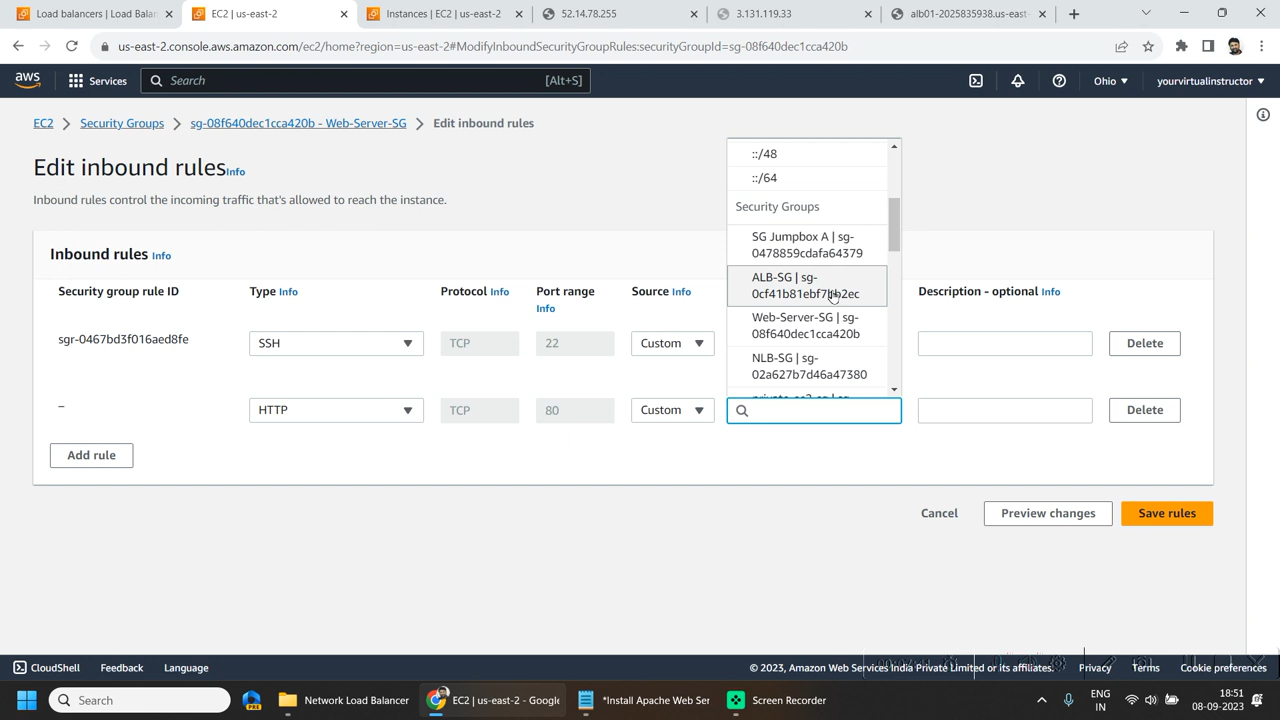 Load balancers | Load Balan
EC2 | us-east-2
Instances | EC2 | us-east-2
52.14.78.255
3.131.119.33
alb01-2025835938.us-east-
us-east-2.console.aws.amazon.com/ec2/home?region=us-east-2#ModifyInboundSecurityGroupRules:securityGroupId=sg-08f640dec1cca420b
aws
Services
Search
[Alt+S]
Ohio
yourvirtualinstructor
EC2
Security Groups
sg-08f640dec1cca420b - Web-Server-SG
Edit inbound rules
Edit inbound rules Info
Inbound rules control the incoming traffic that's allowed to reach the instance.
::/48
::/64
Security Groups
SG Jumpbox A | sg-
0478859cdafa64379
ALB-SG | sg-
Web-Server-SG | sg-
08f640dec1cca420b
NLB-SG | sg-
02a627b7d46a47380
Inbound rules Info
Security group rule ID
Type Info
Protocol Info
Port range
Info
Source Info
Description - optional Info
sgr-0467bd3f016aed8fe
SSH
TCP
22
Custom
Delete
–
HTTP
TCP
80
Custom
Delete
Add rule
Cancel
Preview changes
Save rules
CloudShell
Feedback
Language
© 2023, Amazon Web Services India Private Limited or its affiliates.
Privacy
Terms
Cookie preferences
Search
PRE
Network Load Balancer
EC2 | us-east-2 - Google
*Install Apache Web Ser
Screen Recorder
ENG
IN
18:51
08-09-2023